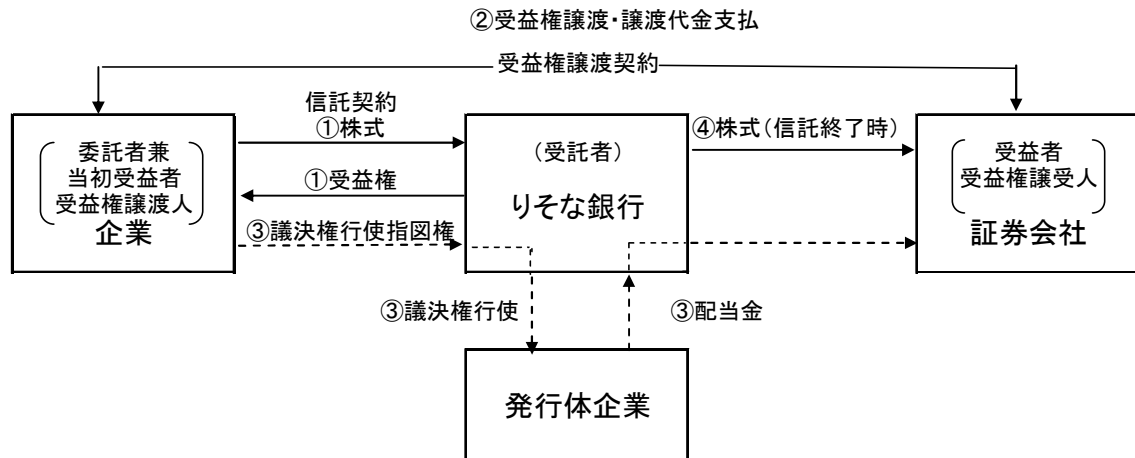 ②受益権譲渡・譲渡代金支払
受益権譲渡契約
信託契約
①株式
①受益権
③議決権行使指図権
委託者兼
当初受益者
受益権譲渡人
企業
（受託者）
りそな銀行
④株式（信託終了時）
受益者
受益権譲受人
証券会社
③議決権行使
③配当金
発行体企業